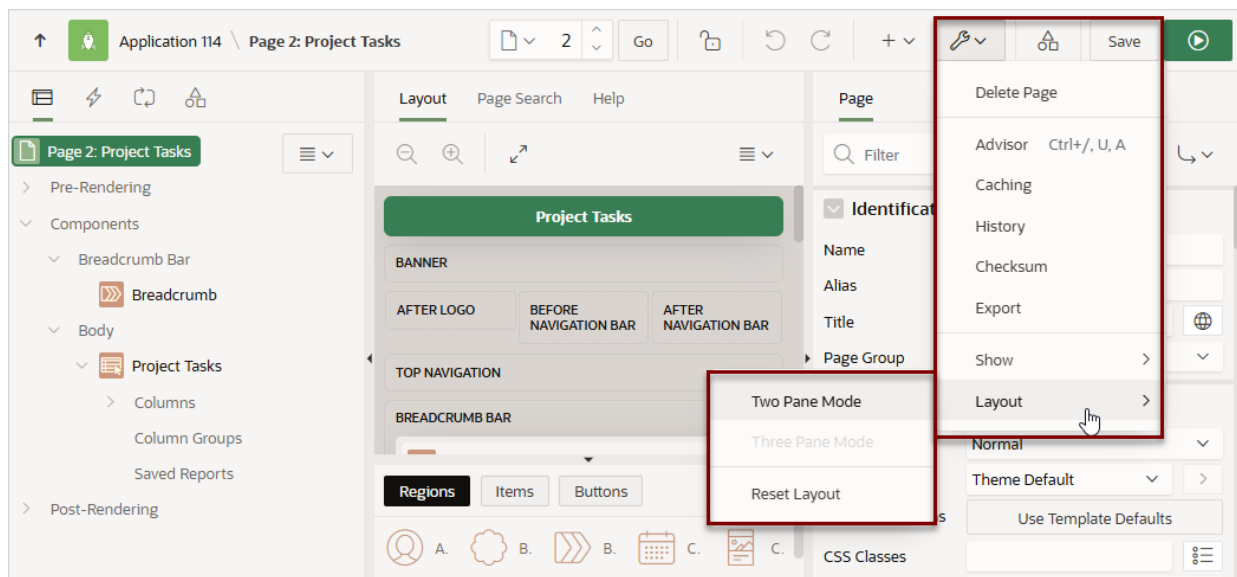 Application 114 \ Page 2: Project Tasks
2
Go
Save
Layout Page Search Help
Page
Delete Page
Page 2: Project Tasks
Filter
Advisor Ctrl+/, U, A
Pre-Rendering
Caching
Components
Project Tasks
Identificat
History
Breadcrumb Bar
BANNER
Name
Checksum
Breadcrumb
AFTER LOGO
BEFORE
NAVIGATION BAR
AFTER
NAVIGATION BAR
Alias
Export
Body
Title
Project Tasks
TOP NAVIGATION
Page Group
Show
Columns
BREADCRUMB BAR
Two Pane Mode
Layout
Column Groups
Three Pane Mode
Normal
Saved Reports
Regions Items Buttons
Reset Layout
Theme Default
Post-Rendering
s
Use Template Defaults
A. B. B. C. C.
CSS Classes